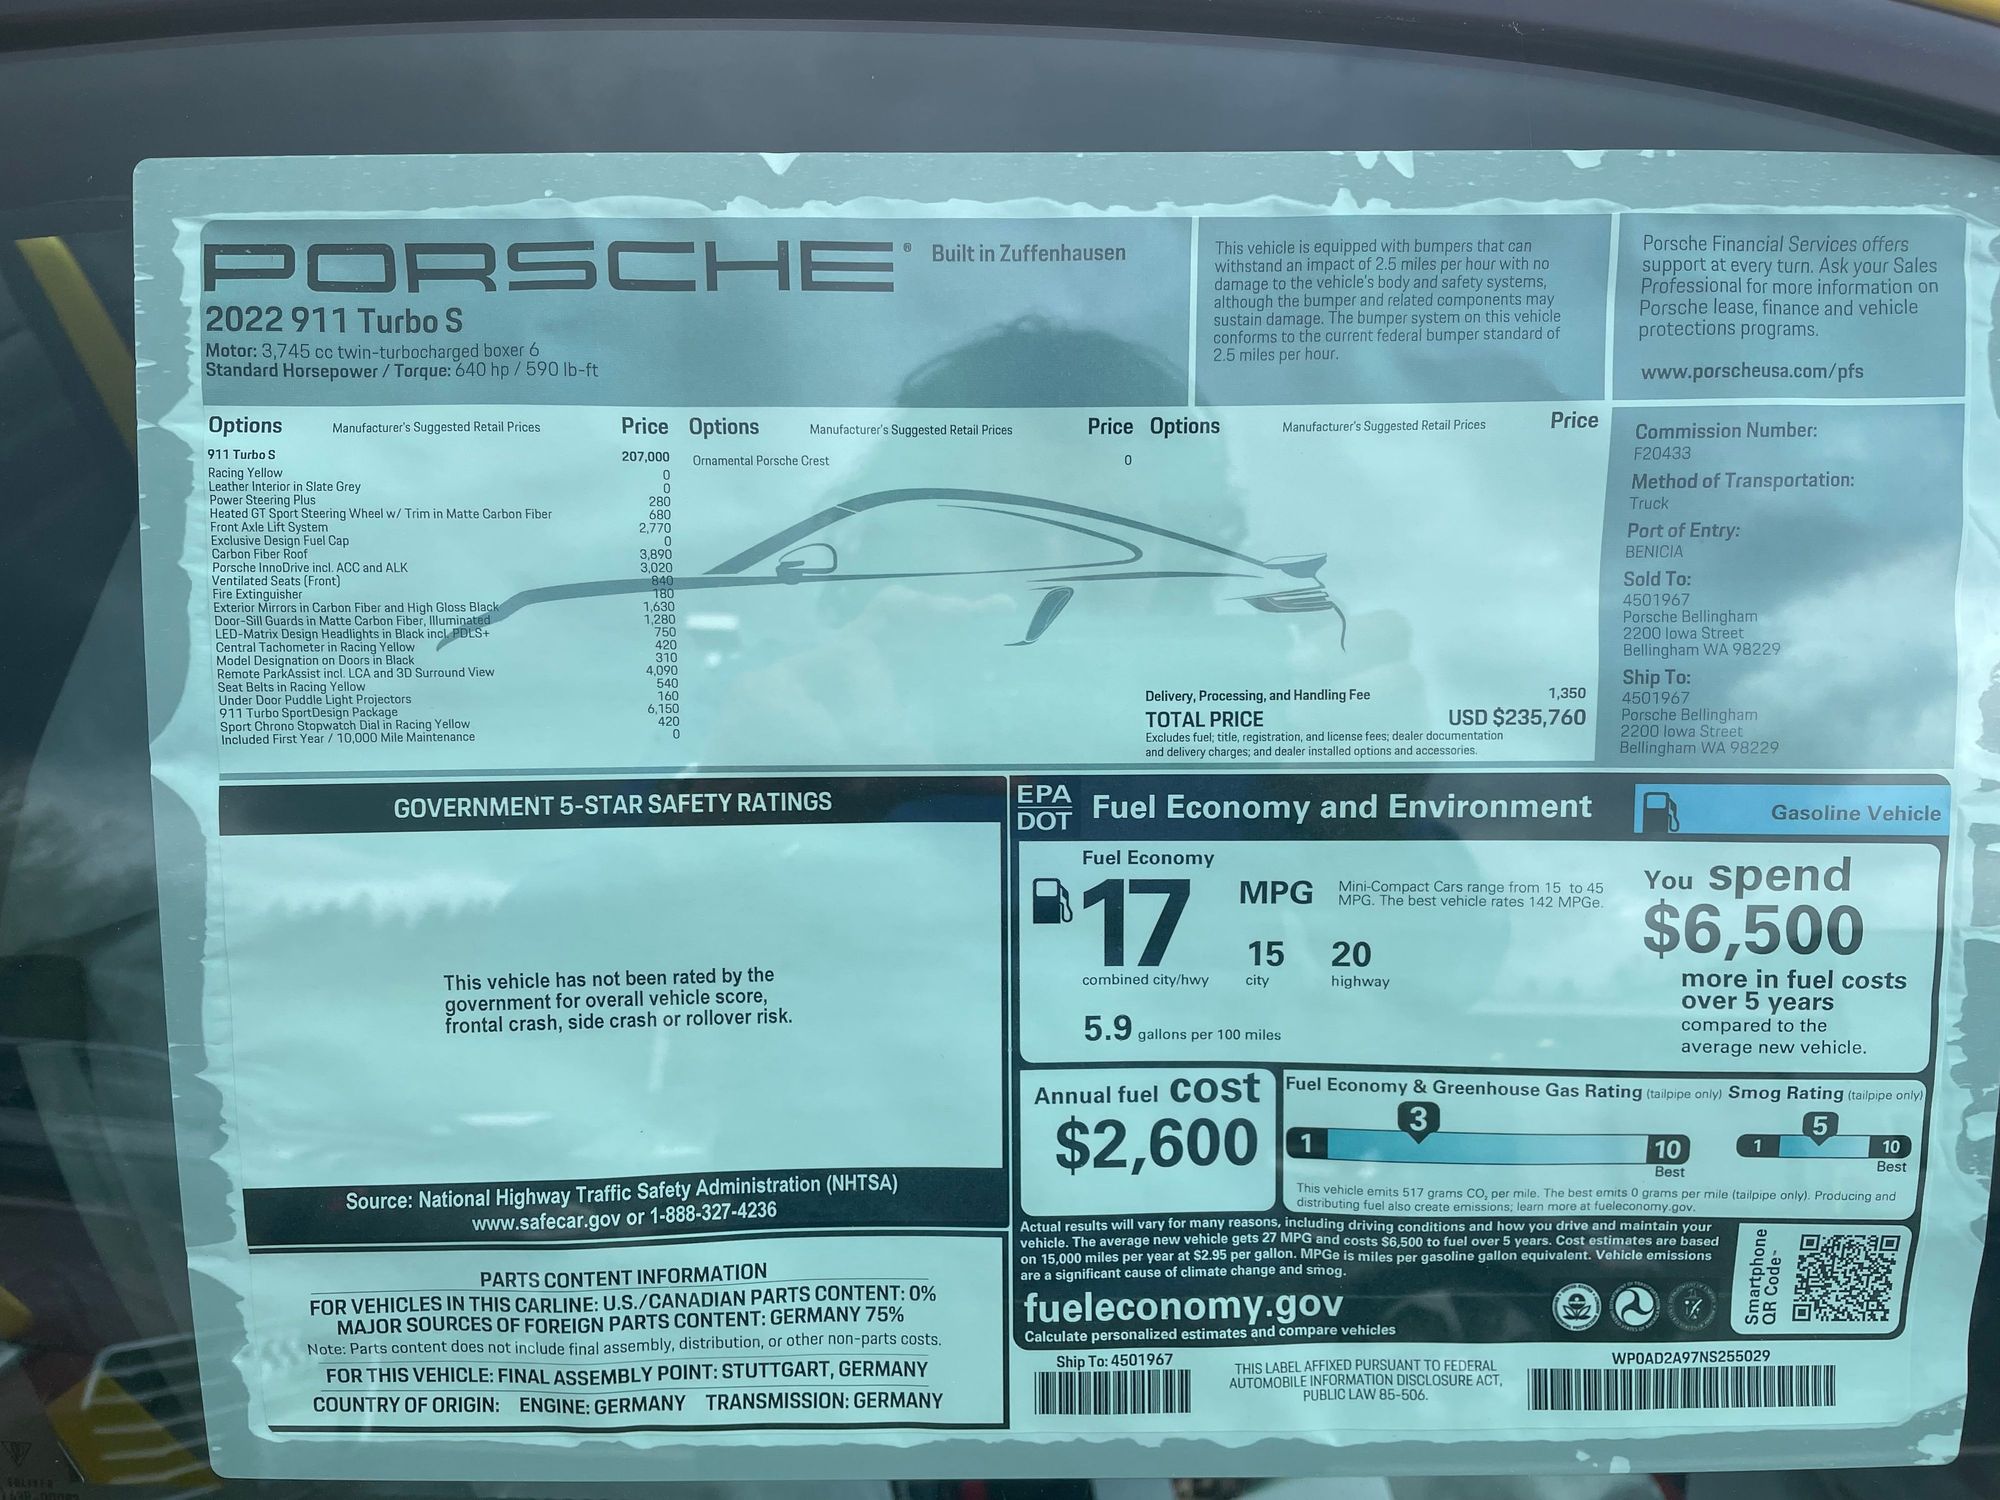 PORSCHE® Built in Zuffenhausen
2022 911 Turbo S
Motor: 3,745 cc twin-turbocharged boxer 6
Standard Horsepower / Torque: 640 hp / 590 lb-ft
This vehicle is equipped with bumpers that can
withstand an impact of 2.5 miles per hour with no
damage to the vehicle's body and safety systems,
although the bumper and related components may
sustain damage. The bumper system on this vehicle
conforms to the current federal bumper standard of
2.5 miles per hour.
Porsche Financial Services offers
support at every turn. Ask your Sales
Professional for more information on
Porsche lease, finance and vehicle
protections programs.
www.porscheusa.com/pfs
Options Manufacturer's Suggested Retail Prices Price
911 Turbo S 207,000
Racing Yellow 0
Leather Interior in Slate Grey 0
Power Steering Plus 280
Heated GT Sport Steering Wheel w/ Trim in Matte Carbon Fiber 680
Front Axle Lift System 2,770
Exclusive Design Fuel Cap 0
Carbon Fiber Roof 3,890
Porsche InnoDrive incl. ACC and ALK 3,020
Ventilated Seats (Front) 840
Fire Extinguisher 180
Exterior Mirrors in Carbon Fiber and High Gloss Black 1,630
Door-Sill Guards in Matte Carbon Fiber, Illuminated 1,280
LED-Matrix Design Headlights in Black incl. PDLS+ 750
Central Tachometer in Racing Yellow 420
Model Designation on Doors in Black 310
Remote ParkAssist incl. LCA and 3D Surround View 4,090
Seat Belts in Racing Yellow 540
Under Door Puddle Light Projectors 160
911 Turbo SportDesign Package 6,150
Sport Chrono Stopwatch Dial in Racing Yellow 420
Included First Year / 10,000 Mile Maintenance 0
Options Manufacturer's Suggested Retail Prices Price
Ornamental Porsche Crest 0
Options Manufacturer's Suggested Retail Prices Price
Delivery, Processing, and Handling Fee 1,350
TOTAL PRICE USD $235,760
Excludes fuel; title, registration, and license fees; dealer documentation
and delivery charges; and dealer installed options and accessories.
Commission Number:
F20433
Method of Transportation:
Truck
Port of Entry:
BENICIA
Sold To:
4501967
Porsche Bellingham
2200 Iowa Street
Bellingham WA 98229
Ship To:
4501967
Porsche Bellingham
2200 Iowa Street
Bellingham WA 98229
GOVERNMENT 5-STAR SAFETY RATINGS
This vehicle has not been rated by the
government for overall vehicle score,
frontal crash, side crash or rollover risk.
Source: National Highway Traffic Safety Administration (NHTSA)
www.safecar.gov or 1-888-327-4236
PARTS CONTENT INFORMATION
FOR VEHICLES IN THIS CARLINE: U.S./CANADIAN PARTS CONTENT: 0%
MAJOR SOURCES OF FOREIGN PARTS CONTENT: GERMANY 75%
Note: Parts content does not include final assembly, distribution, or other non-parts costs.
FOR THIS VEHICLE: FINAL ASSEMBLY POINT: STUTTGART, GERMANY
COUNTRY OF ORIGIN: ENGINE: GERMANY TRANSMISSION: GERMANY
EPA
DOT
Fuel Economy and Environment
Gasoline Vehicle
Fuel Economy
17 MPG
combined city/hwy
15 city
20 highway
5.9 gallons per 100 miles
Mini-Compact Cars range from 15 to 45
MPG. The best vehicle rates 142 MPGe.
You spend
$6,500
more in fuel costs
over 5 years
compared to the
average new vehicle.
Annual fuel cost
$2,600
Fuel Economy & Greenhouse Gas Rating (tailpipe only)
3
1 10
Best
Smog Rating (tailpipe only)
5
1 10
Best
This vehicle emits 517 grams CO2 per mile. The best emits 0 grams per mile (tailpipe only). Producing and
distributing fuel also create emissions; learn more at fueleconomy.gov.
Actual results will vary for many reasons, including driving conditions and how you drive and maintain your
vehicle. The average new vehicle gets 27 MPG and costs $6,500 to fuel over 5 years. Cost estimates are based
on 15,000 miles per year at $2.95 per gallon. MPGe is miles per gasoline gallon equivalent. Vehicle emissions
are a significant cause of climate change and smog.
fueleconomy.gov
Calculate personalized estimates and compare vehicles
Smartphone
QR Code™
Ship To: 4501967
THIS LABEL AFFIXED PURSUANT TO FEDERAL
AUTOMOBILE INFORMATION DISCLOSURE ACT,
PUBLIC LAW 85-506.
WP0AD2A97NS255029